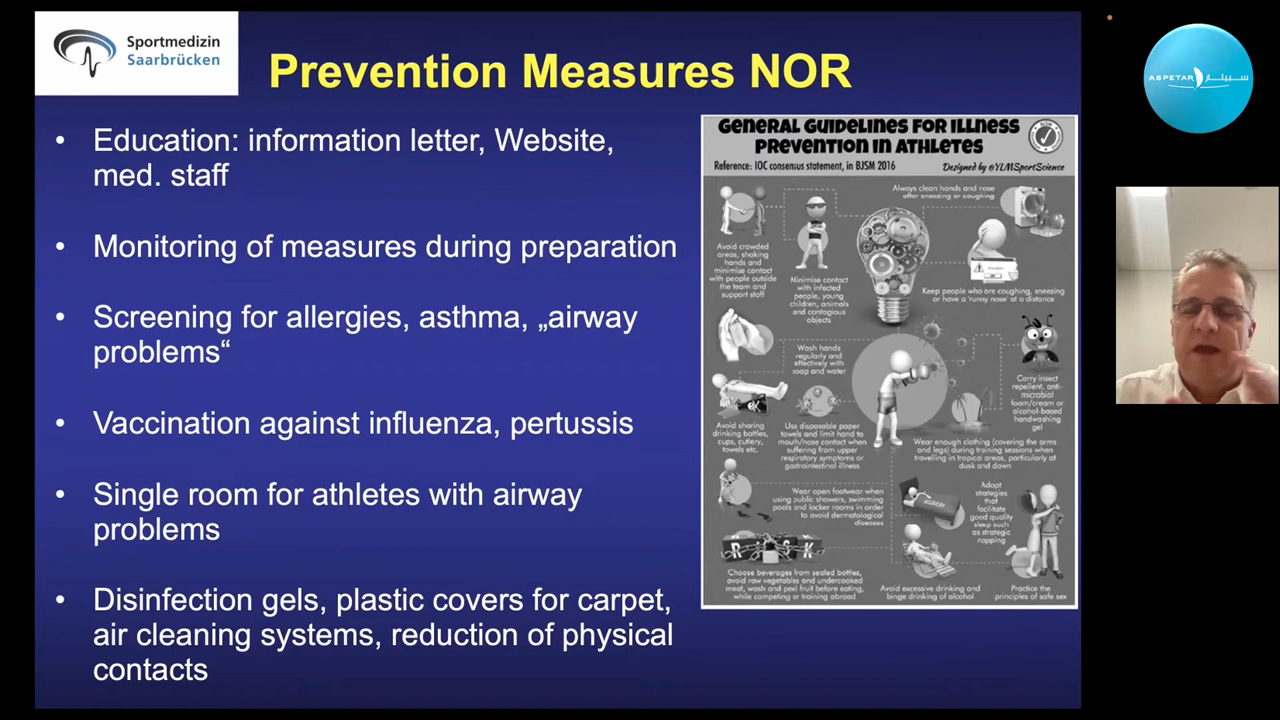 Sportmedizin
Saarbrücken
Prevention Measures NOR
• Education: information letter, Website,
med. staff
• Monitoring of measures during preparation
• Screening for allergies, asthma, „airway
problems“
• Vaccination against influenza, pertussis
• Single room for athletes with airway
problems
• Disinfection gels, plastic covers for carpet,
air cleaning systems, reduction of physical
contacts
GENERAL GUIDELINES FOR ILLNESS
PREVENTION IN ATHLETES
Reference: IOC consensus statement, in BJSM 2016
Designed by @YLMSportScience
Always clean hands and nose
after sneezing or coughing
Avoid crowded
areas, shaking
hands and
minimise contact
with people outside
the team and
support staff
Minimise contact
with infected
people, young
children, animals
and contagious
objects
Keep people who are coughing, sneezing
or have a 'runny nose' at a distance
Wash hands
regularly and
effectively with
soap and water
Carry insect
repellent, anti-
microbial
foam/cream or
alcohol-based
handwashing
gel
Avoid sharing
drinking bottles,
cups, cutlery,
towels etc.
Use disposable paper
towels and limit hand to
mouth/nose contact when
suffering from upper
respiratory symptoms or
gastrointestinal illness
Wear enough clothing (covering the arms
and legs) during training sessions when
travelling in tropical areas, particularly at
dusk and dawn
Wear open footwear when
using public showers, swimming
pools and locker rooms in order
to avoid dermatological
diseases
RECOVERY
Adopt
strategies
that
facilitate
good quality
sleep such
as strategic
napping
RISK
Choose beverages from sealed bottles,
avoid raw vegetables and undercooked
meat, wash and peel fruit before eating,
while competing or training abroad
Avoid excessive drinking and
binge drinking of alcohol
Practice the
principles of safe sex
ASPETAR سبيتار